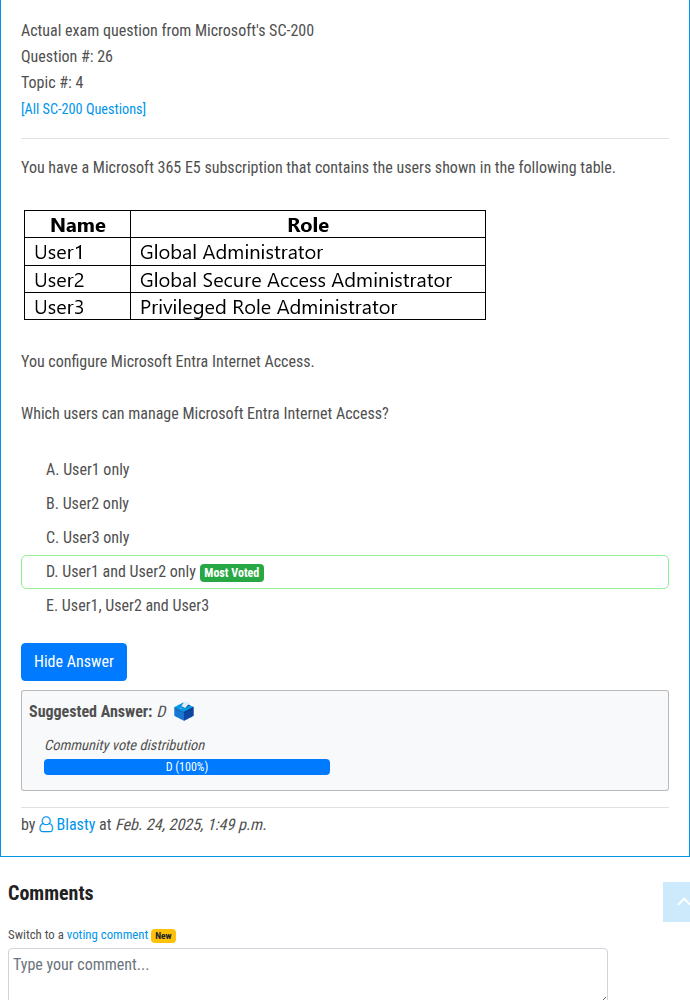 Actual exam question from Microsoft's SC-200
Question #: 26
Topic #: 4
[All SC-200 Questions]
You have a Microsoft 365 E5 subscription that contains the users shown in the following table.
Name Role
User1 Global Administrator
User2 Global Secure Access Administrator
User3 Privileged Role Administrator
You configure Microsoft Entra Internet Access.
Which users can manage Microsoft Entra Internet Access?
A. User1 only
B. User2 only
C. User3 only
D. User1 and User2 only Most Voted
E. User1, User2 and User3
Hide Answer
Suggested Answer: D
Community vote distribution
D (100%)
by Blasty at Feb. 24, 2025, 1:49 p.m.
Comments
Switch to a voting comment New
Type your comment...